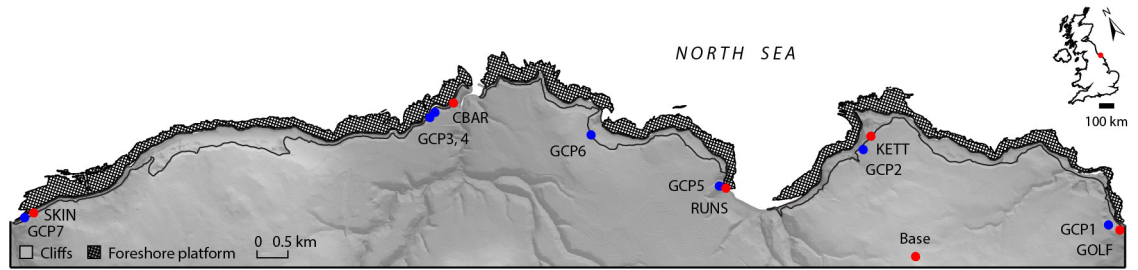 N
NORTH SEA
100 km
CBAR
GCP3, 4
GCP6
KETT
GCP2
GCP5
RUNS
SKIN
GCP7
GCP1
GOLF
Base
0 0.5 km
Cliffs
Foreshore platform